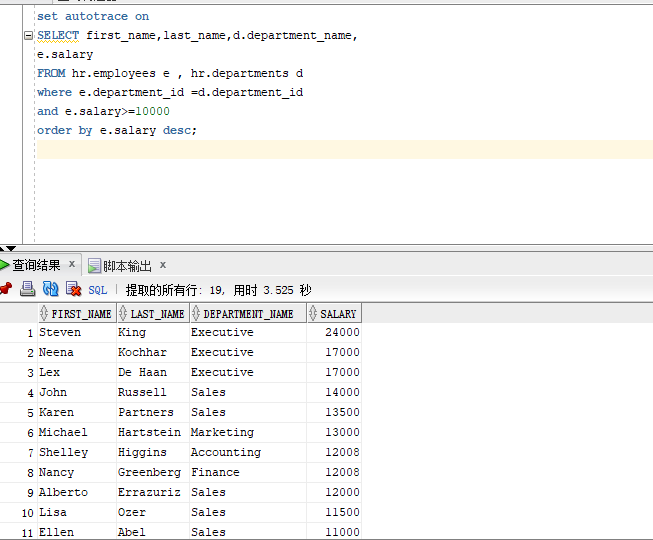 set autotrace on
SELECT first_name,last_name,d.department_name,
e.salary
FROM hr.employees e , hr.departments d
where e.department_id =d.department_id
and e.salary>=10000
order by e.salary desc;
查询结果 x 脚本输出 x
SQL | 提取的所有行: 19, 用时 3.525 秒
FIRST_NAME LAST_NAME DEPARTMENT_NAME SALARY
1 Steven King Executive 24000
2 Neena Kochhar Executive 17000
3 Lex De Haan Executive 17000
4 John Russell Sales 14000
5 Karen Partners Sales 13500
6 Michael Hartstein Marketing 13000
7 Shelley Higgins Accounting 12008
8 Nancy Greenberg Finance 12008
9 Alberto Errazuriz Sales 12000
10 Lisa Ozer Sales 11500
11 Ellen Abel Sales 11000